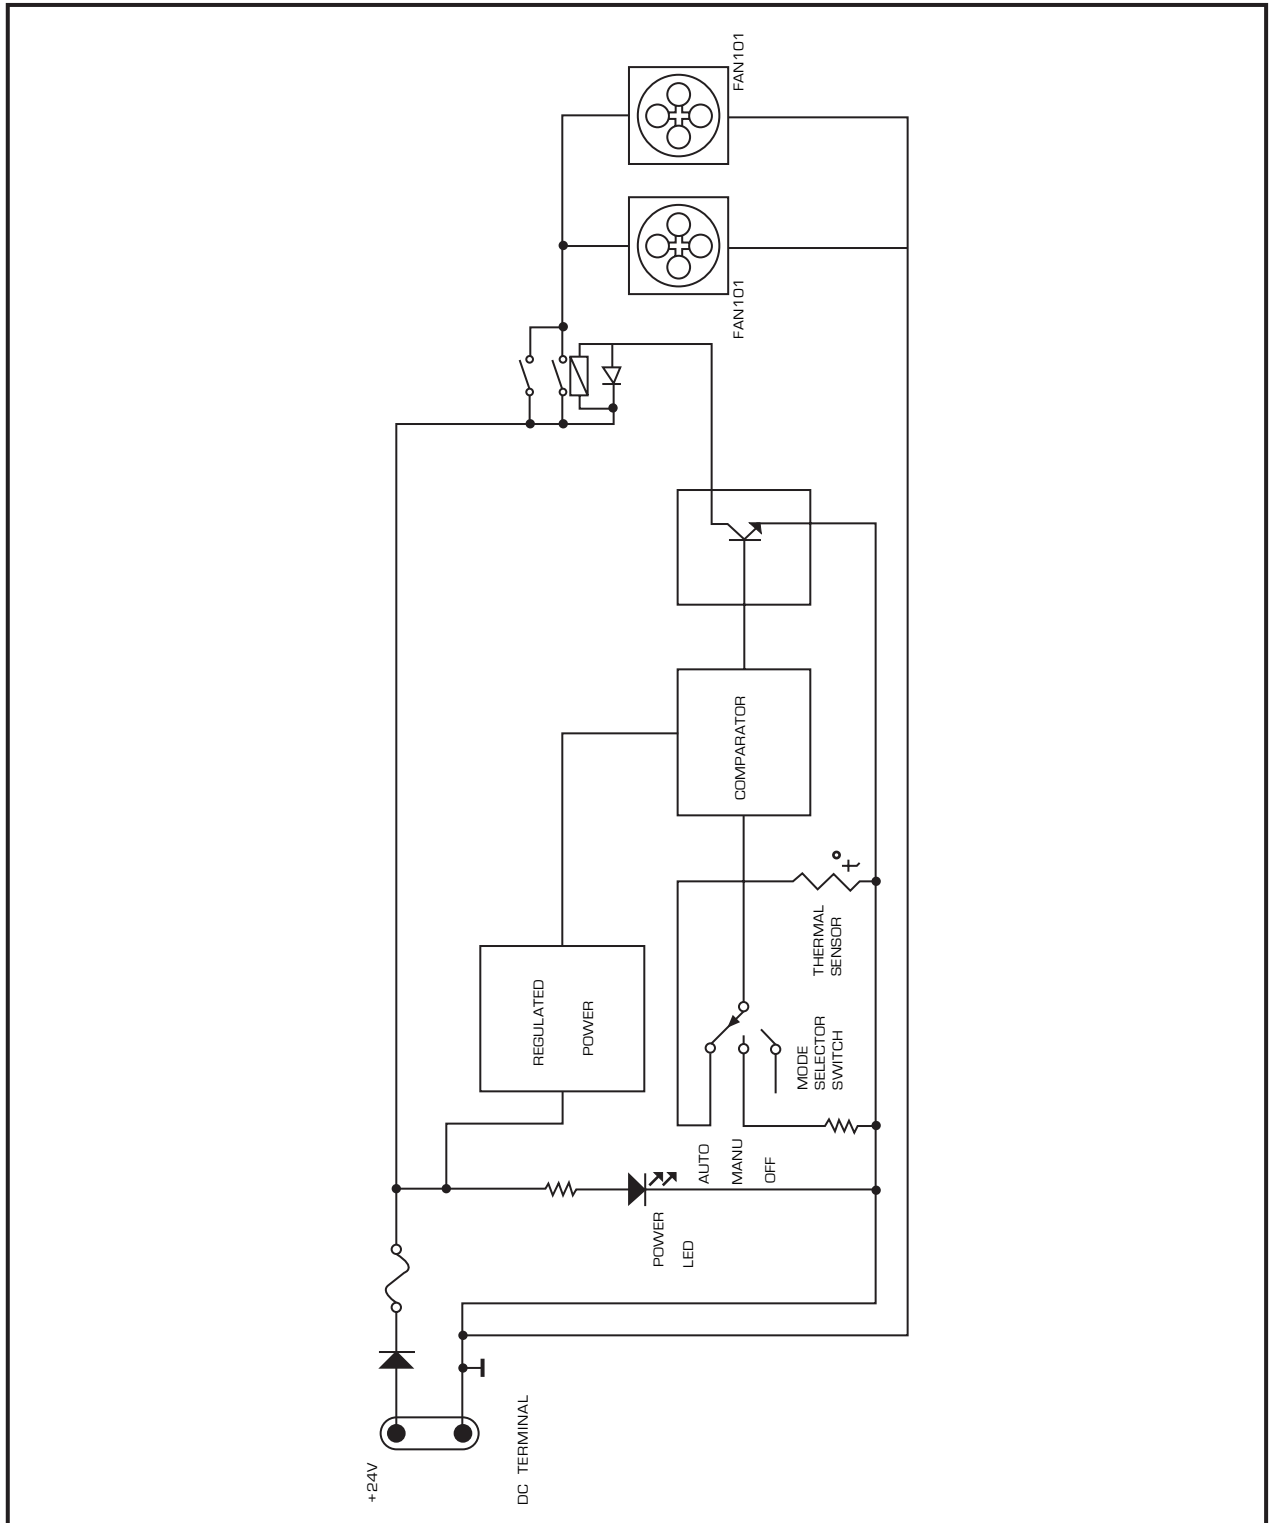 FAN101
FAN101
COMPARATOR
REGULATED
POWER
THERMAL
SENSOR
t°
MODE
SELECTOR
SWITCH
AUTO
MANU
OFF
POWER
LED
+24V
DC TERMINAL